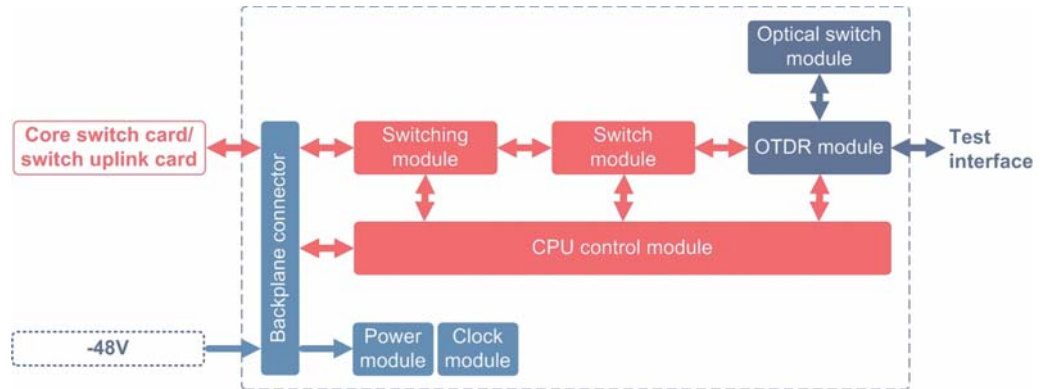 Optical switch
module
Core switch card/
switch uplink card
Backplane connector
Switching
module
Switch
module
OTDR module
Test
interface
CPU control module
-48V
Power
module
Clock
module